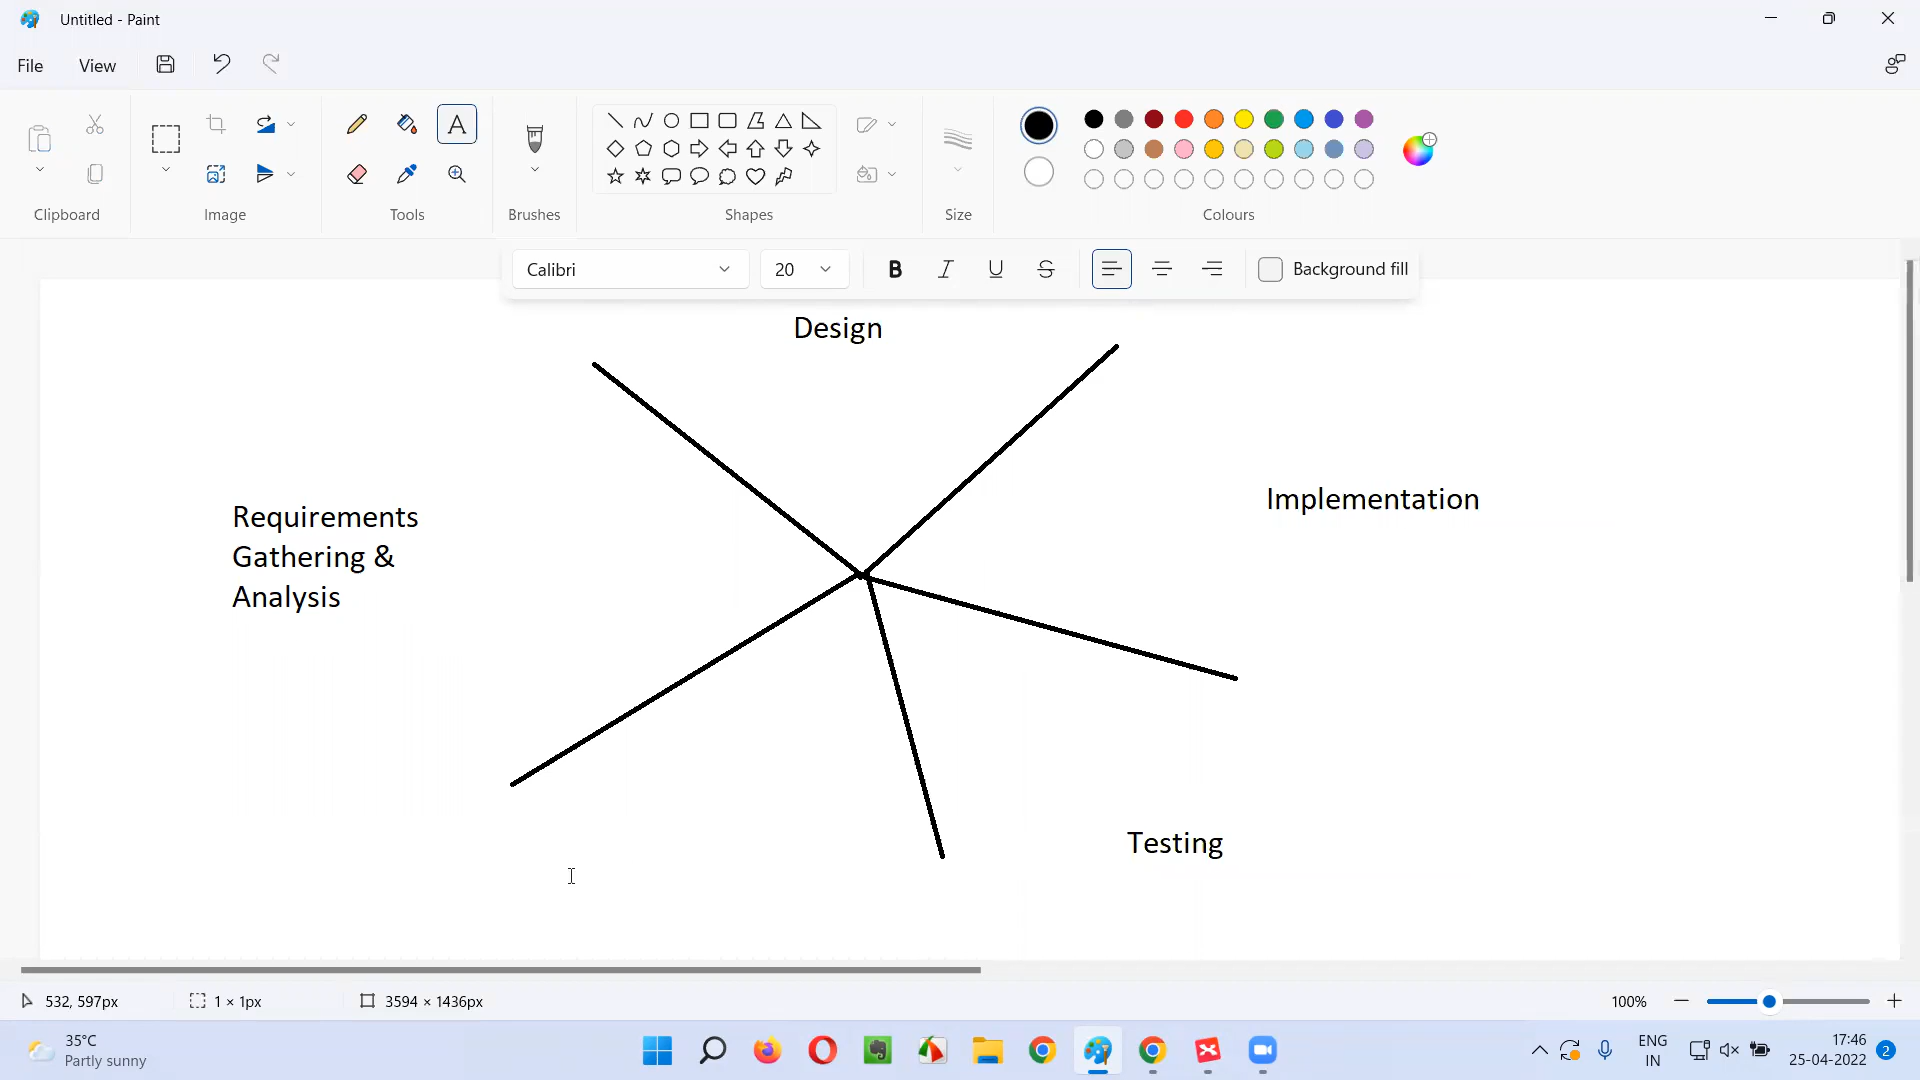 Untitled - Paint
File
View
Clipboard
Image
Tools
Brushes
Shapes
Size
Colours
Calibri
20
B
I
U
S
Background fill
Design
Requirements
Gathering &
Analysis
Implementation
Testing
532, 597px
1 × 1px
3594 × 1436px
100%
35°C
Partly sunny
ENG
IN
17:46
25-04-2022
2